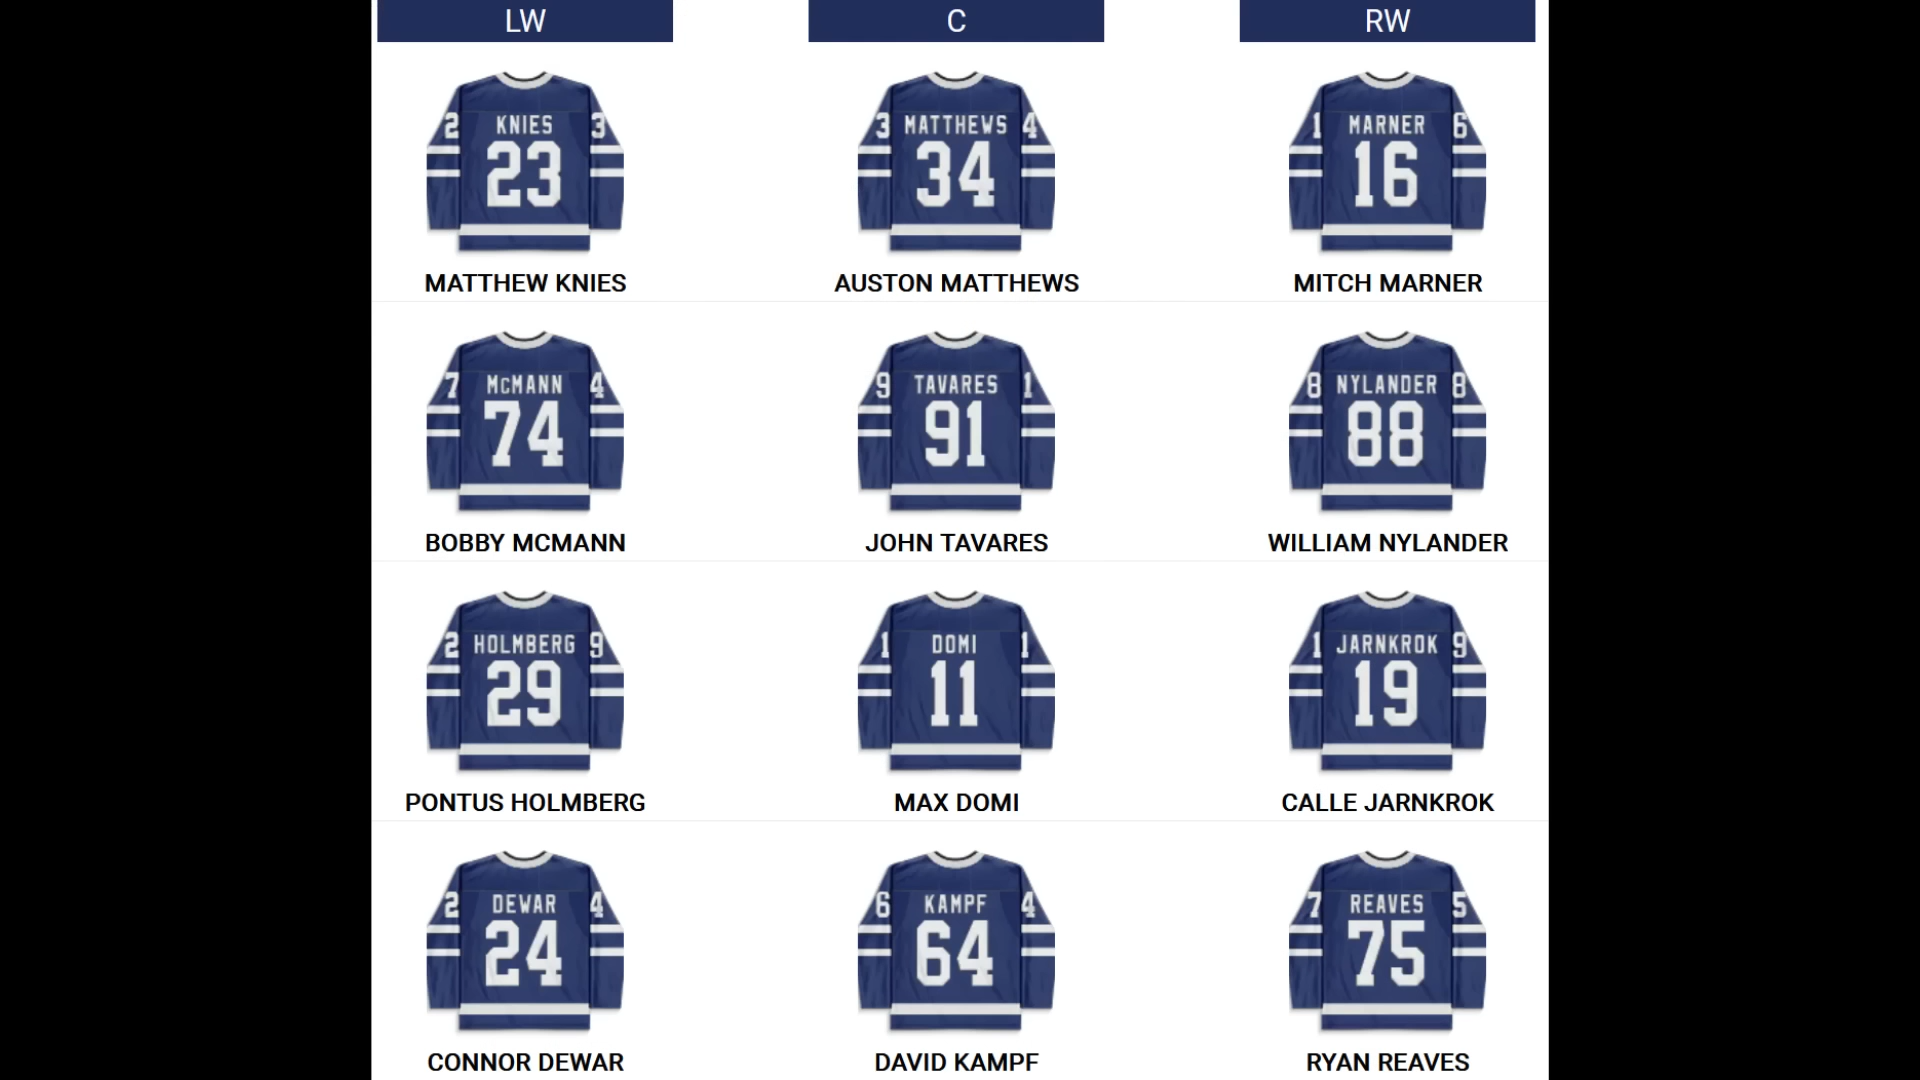 LW C RW
2 KNIES 3 3 MATTHEWS 4 1 MARNER 6
23 34 16
MATTHEW KNIES AUSTON MATTHEWS MITCH MARNER
7 McMANN 4 9 TAVARES 1 8 NYLANDER 8
74 91 88
BOBBY MCMANN JOHN TAVARES WILLIAM NYLANDER
2 HOLMBERG 9 1 DOMI 1 1 JARNKROK 9
29 11 19
PONTUS HOLMBERG MAX DOMI CALLE JARNKROK
2 DEWAR 4 6 KAMPF 4 7 REAVES 5
24 64 75
CONNOR DEWAR DAVID KAMPF RYAN REAVES